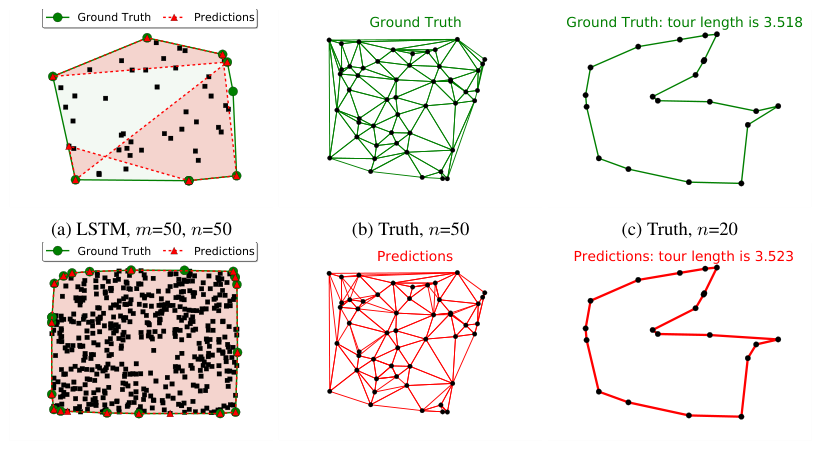 Ground Truth Predictions
Ground Truth
Ground Truth: tour length is 3.518
(a) LSTM, m=50, n=50
(b) Truth, n=50
(c) Truth, n=20
Ground Truth Predictions
Predictions
Predictions: tour length is 3.523